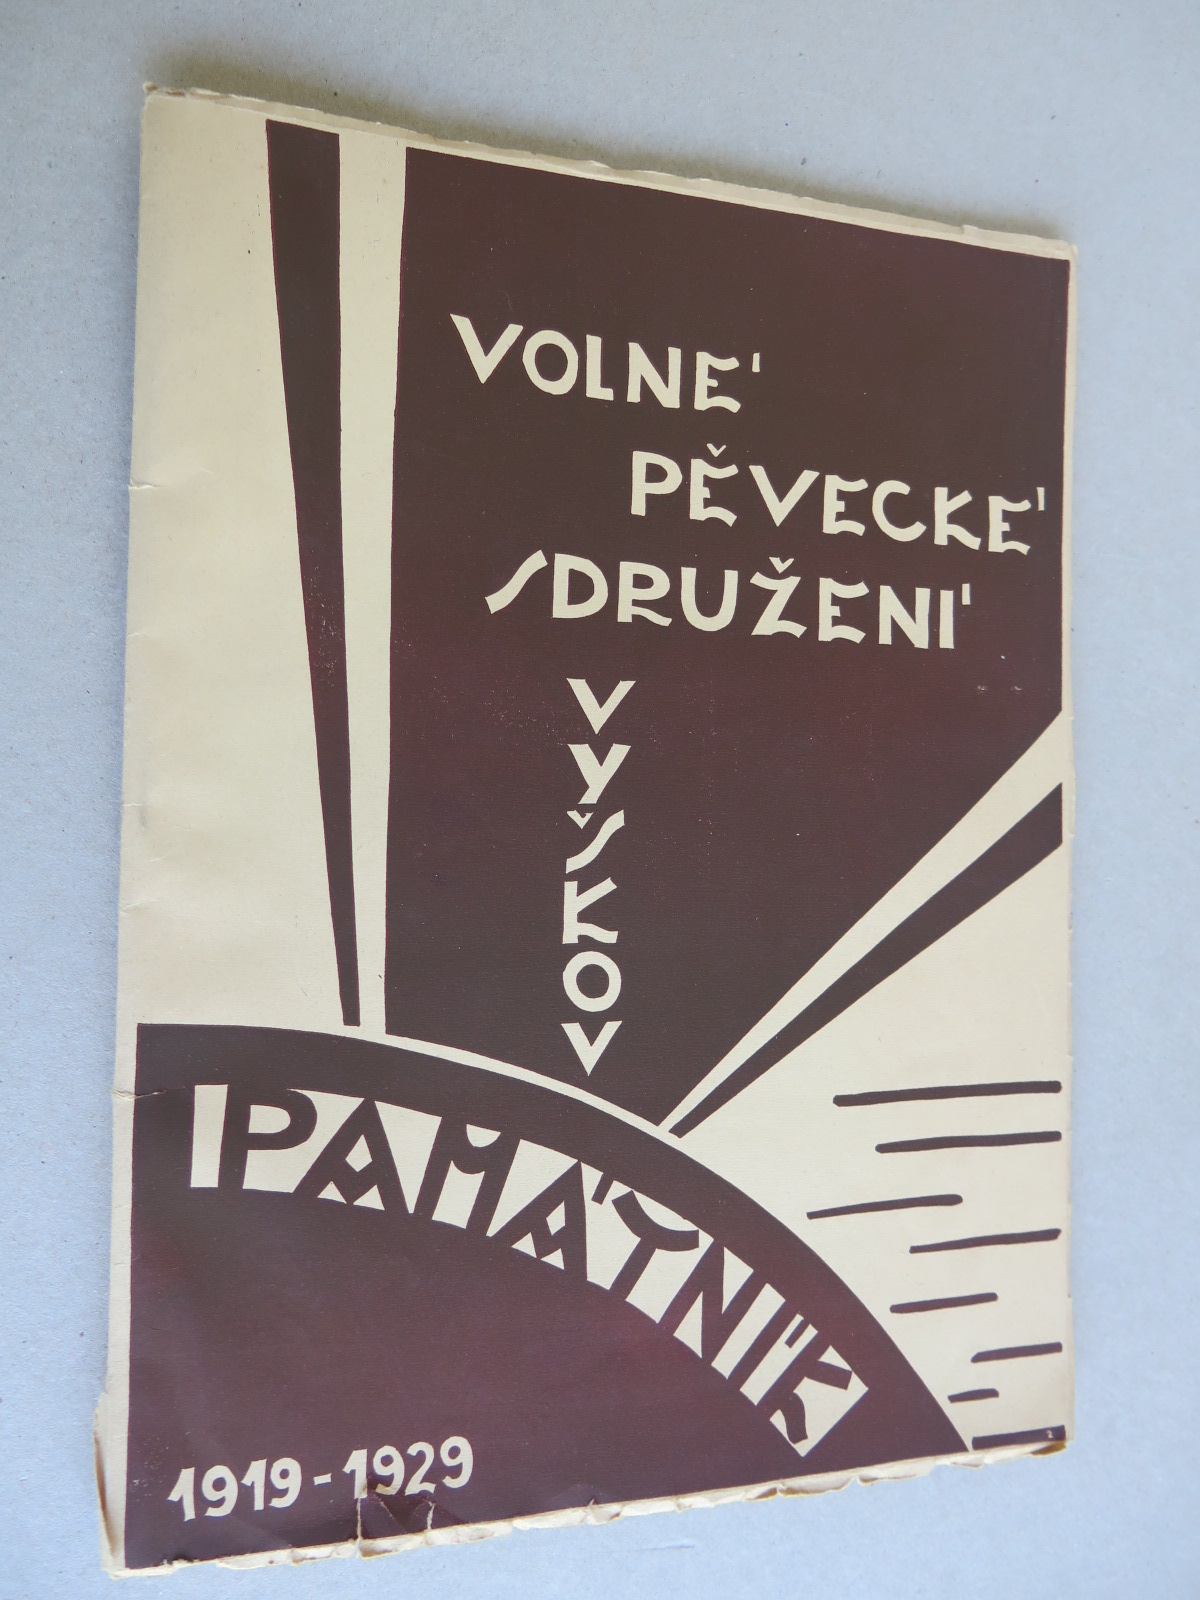 VOLNÉ
PĚVECKÉ
SDRUŽENÍ
VYŠKOV
PAMÁTNÍK
1919-1929